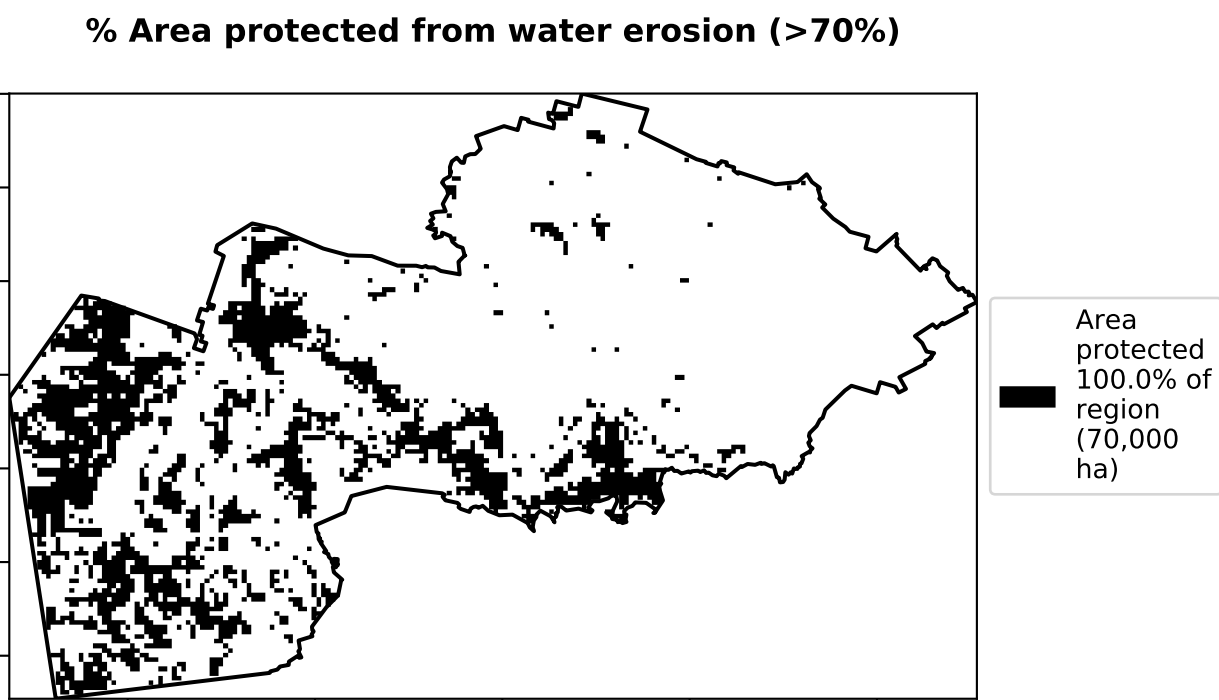 % Area protected from water erosion (>70%)
Area
protected
100.0% of
region
(70,000
ha)